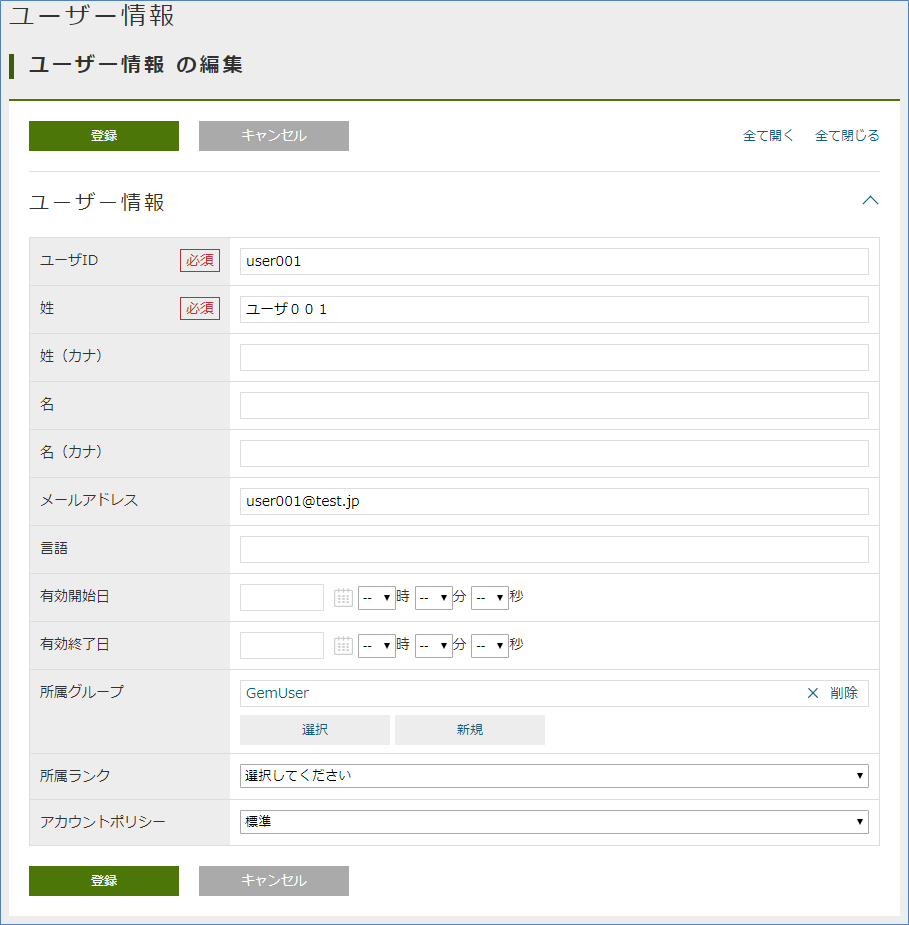 ユーザー情報
ユーザー情報 の編集
登録 キャンセル 全て開く 全て閉じる
ユーザー情報
ユーザID 必須 user001
姓 必須 ユーザ００１
姓（カナ）
名
名（カナ）
メールアドレス user001@test.jp
言語
有効開始日 -- 時 -- 分 -- 秒
有効終了日 -- 時 -- 分 -- 秒
所属グループ GemUser 削除
選択 新規
所属ランク 選択してください
アカウントポリシー 標準
登録 キャンセル